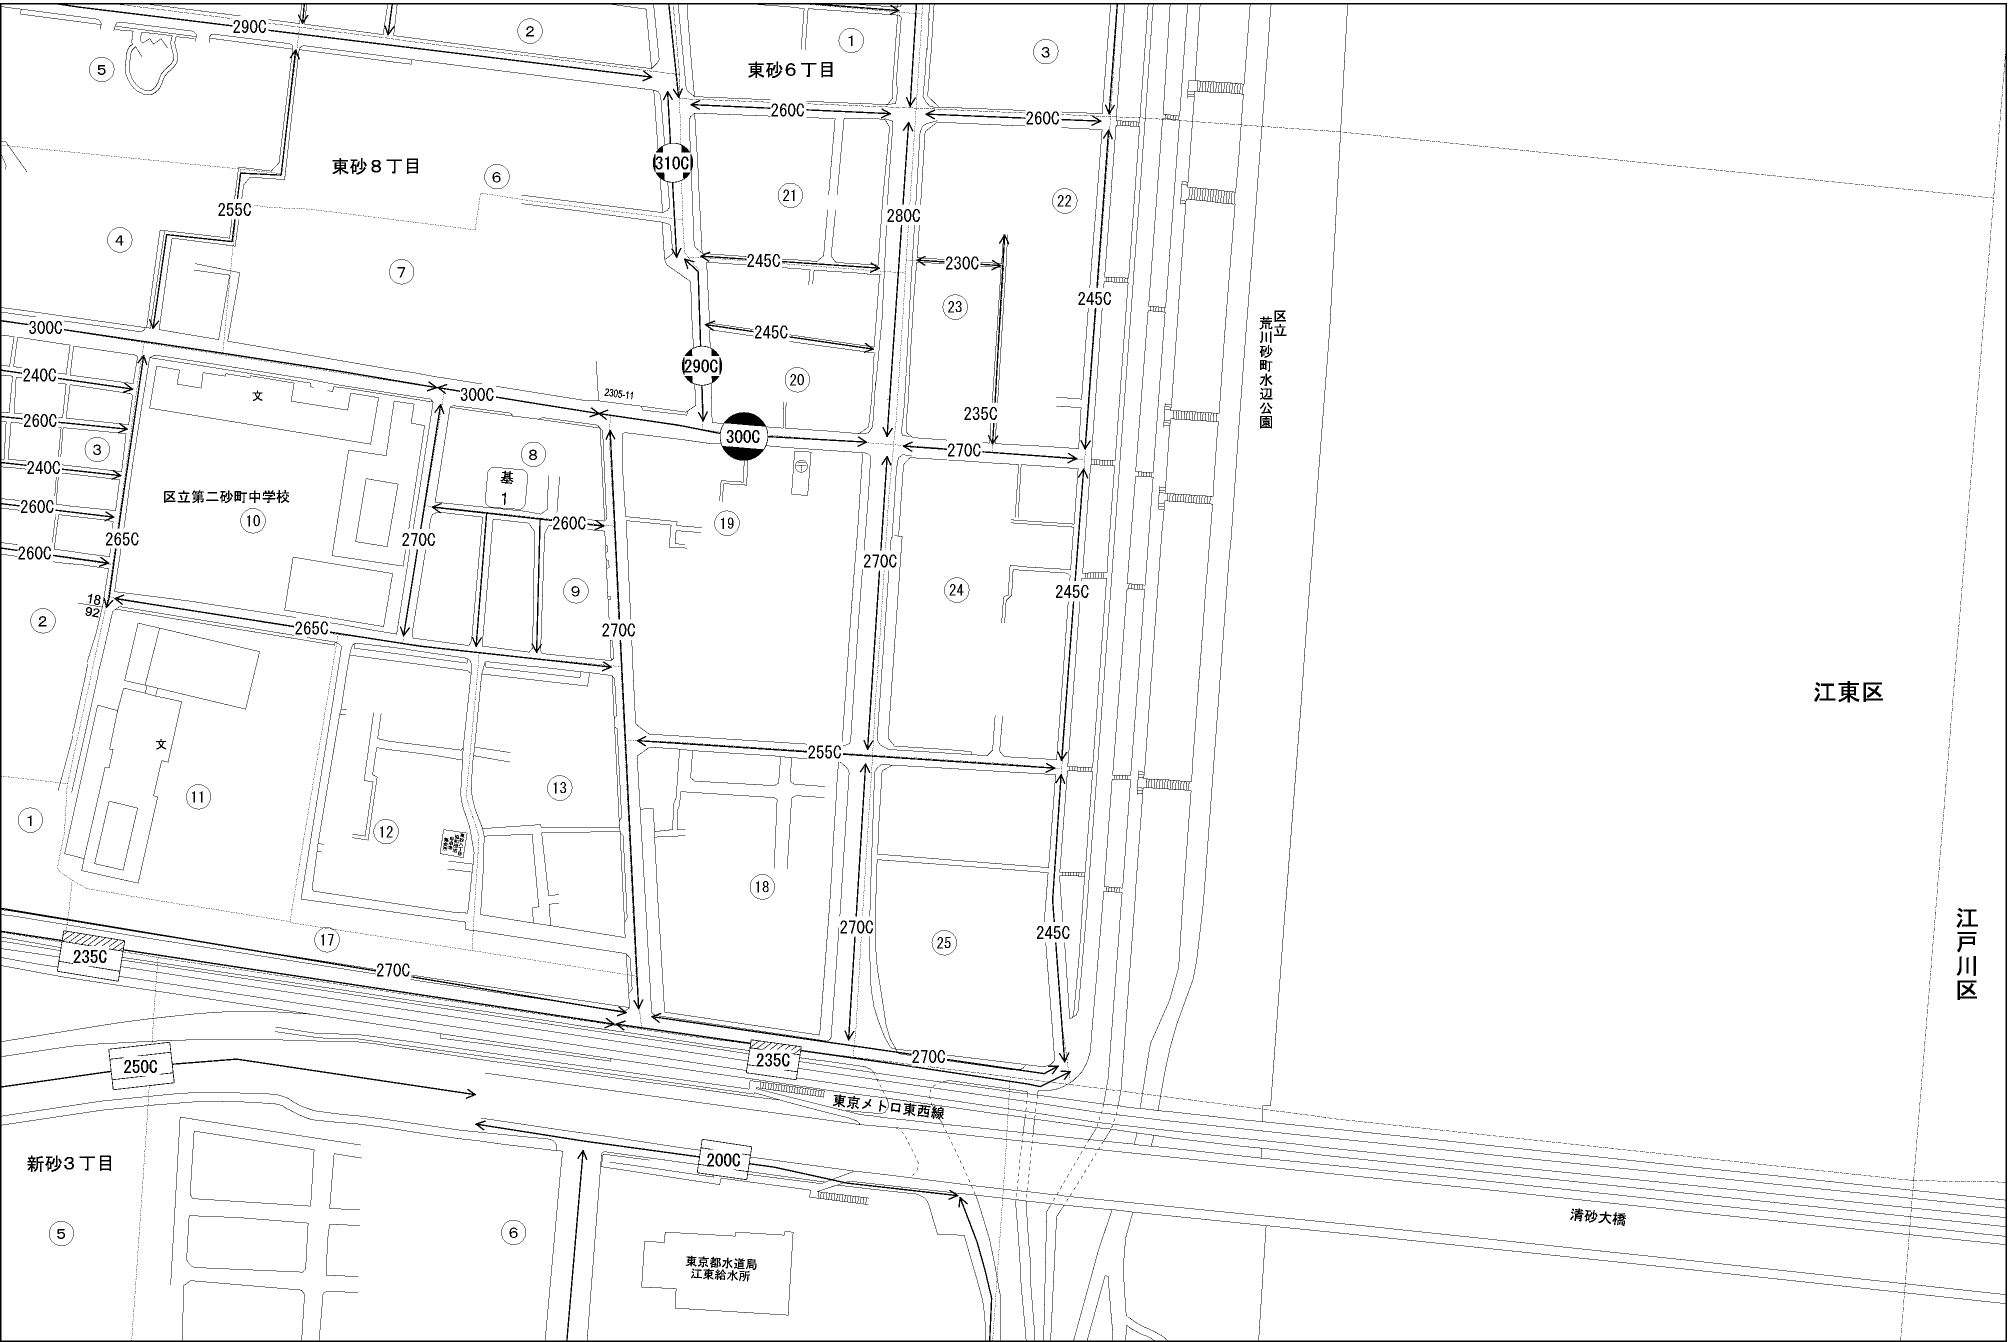 290C
2
1
3
5
東砂6丁目
260C
260C
310C
東砂8丁目
6
21
22
255C
280C
4
7
245C
230C
23
245C
区立
荒川砂町水辺公園
300C
245C
290C
240C
文
300C
2305-11
20
260C
300C
235C
3
8
270C
240C
基
1
区立第二砂町中学校
10
19
260C
265C
270C
260C
260C
270C
9
24
245C
18
92
2
265C
270C
江東区
文
255C
11
13
1
12
18
江戸川区
270C
25
245C
17
235C
270C
235C
270C
250C
東京メトロ東西線
新砂3丁目
200C
清砂大橋
5
6
東京都水道局
江東給水所